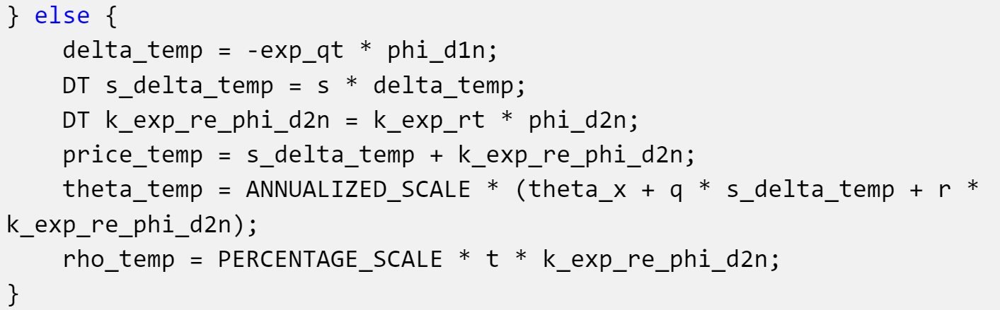 } else {
    delta_temp = -exp_qt * phi_d1n;
    DT s_delta_temp = s * delta_temp;
    DT k_exp_re_phi_d2n = k_exp_rt * phi_d2n;
    price_temp = s_delta_temp + k_exp_re_phi_d2n;
    theta_temp = ANNUALIZED_SCALE * (theta_x + q * s_delta_temp + r *
k_exp_re_phi_d2n);
    rho_temp = PERCENTAGE_SCALE * t * k_exp_re_phi_d2n;
}